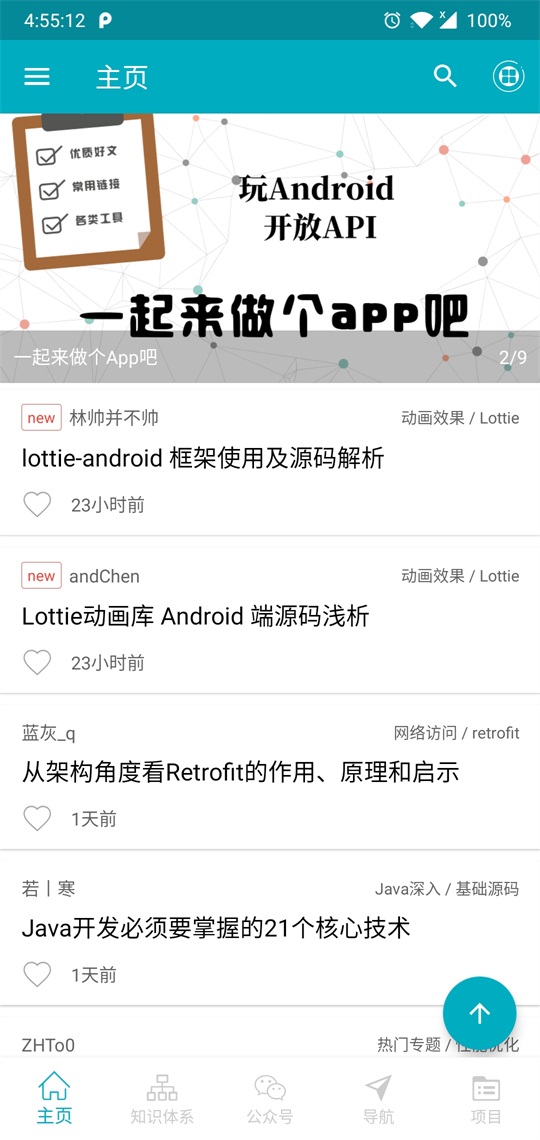 4:55:12
x
100%
主页
优质好文
常用链接
各类工具
玩Android
开放API
一起来做个app吧
一起来做个App吧
2/9
new 林帅并不帅
动画效果 / Lottie
lottie-android 框架使用及源码解析
23小时前
new andChen
动画效果 / Lottie
Lottie动画库 Android 端源码浅析
23小时前
蓝灰_q
网络访问 / retrofit
从架构角度看Retrofit的作用、原理和启示
1天前
若丨寒
Java深入 / 基础源码
Java开发必须要掌握的21个核心技术
1天前
ZHTo0
热门专题 / 性能优化
主页
知识体系
公众号
导航
项目